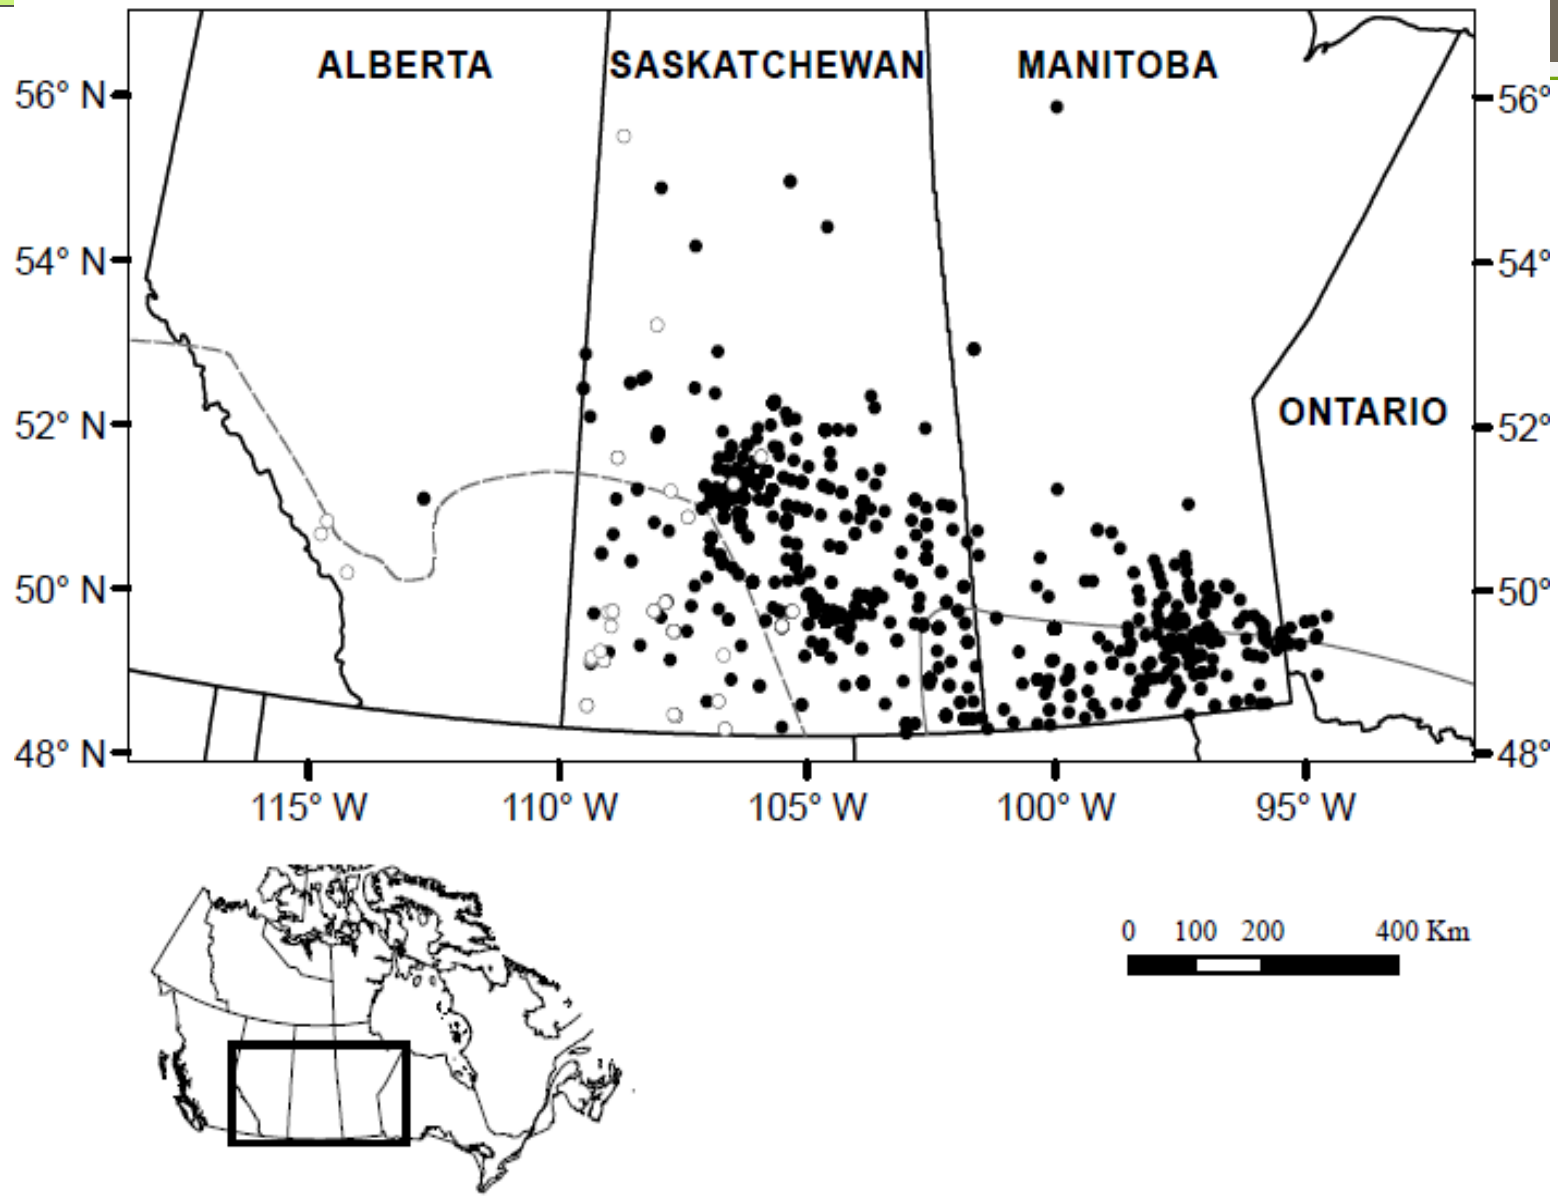 ALBERTA SASKATCHEWAN MANITOBA
56° N 56°
54° N 54°
52° N ONTARIO 52°
50° N 50°
48° N 48°
115° W 110° W 105° W 100° W 95° W
0 100 200 400 Km